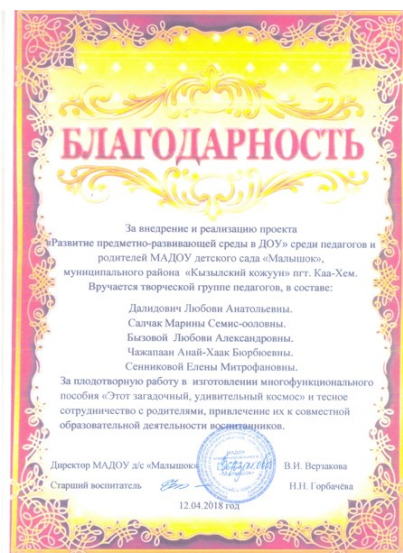 БЛАГОДАРНОСТЬ
За внедрение и реализацию проекта
«Развитие предметно-развивающей среды в ДОУ» среди педагогов и
родителей МАДОУ детского сада «Малышок»,
муниципального района «Кызылский кожуун» пгт. Каа-Хем.
Вручается творческой группе педагогов, в составе:
Далидович Любови Анатольевны.
Салчак Марины Семис-ооловны.
Бызовой Любови Александровны.
Чажапаан Анай-Хаак Бюрбюевны.
Сенниковой Елены Митрофановны.
За плодотворную работу в изготовлении многофункционального
пособия «Этот загадочный, удивительный космос» и тесное
сотрудничество с родителями, привлечение их к совместной
образовательной деятельности воспитанников.
Директор МАДОУ д/с «Малышок» В.И. Верзакова
Старший воспитатель Н.Н. Горбачёва
12.04.2018 год